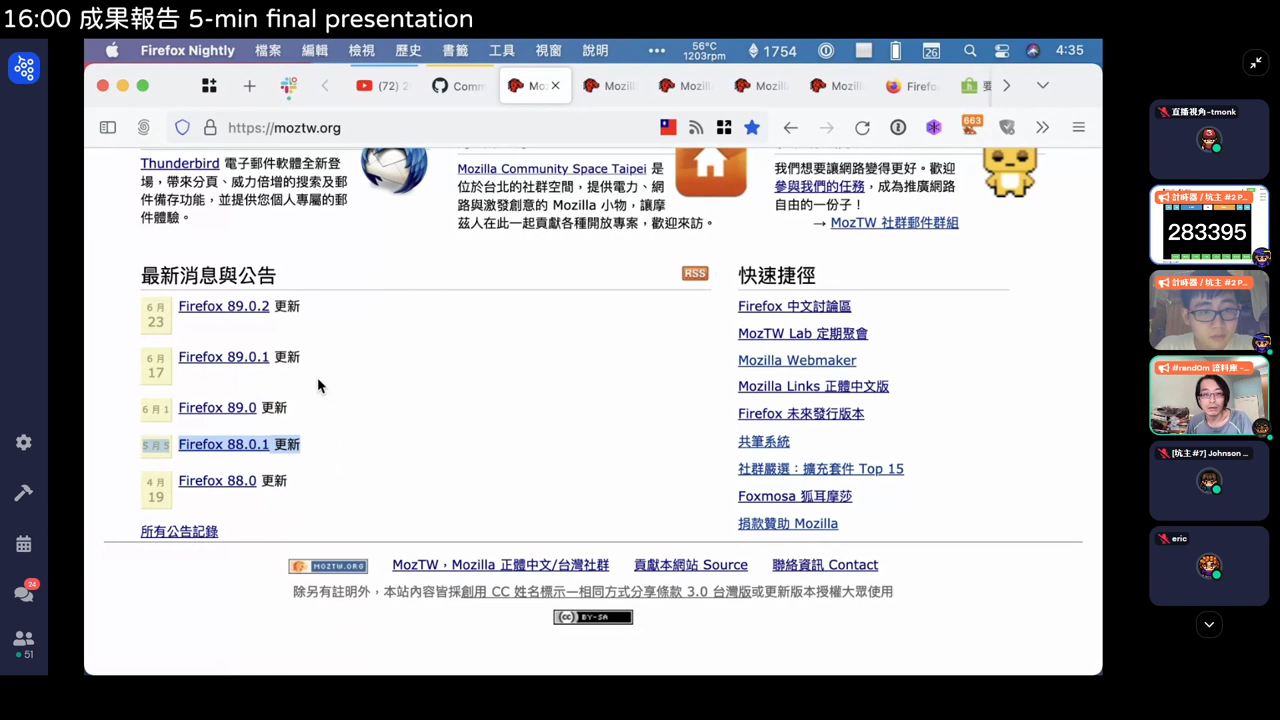 16:00 成果報告 5-min final presentation
Firefox Nightly 檔案 編輯 檢視 歷史 書籤 工具 視窗 說明 ••• 56°C 1203rpm 1754 26 4:35
(72) 2 Comm Mo: Mozill Mozill Mozill Mozill Firefo
https://moztw.org 663
Thunderbird 電子郵件軟體全新登
場，帶來分頁、威力倍增的搜索及郵
件備存功能，並提供您個人專屬的郵
件體驗。
Mozilla Community Space Taipei 是
位於台北的社群空間，提供電力、網
路與激發創意的 Mozilla 小物，讓摩
茲人在此一起貢獻各種開放專案，歡迎來訪。
我們想要讓網路變得更好。歡迎
參與我們的任務，成為推廣網路
自由的一份子！
→ MozTW 社群郵件群組
最新消息與公告
RSS
6 月
23
Firefox 89.0.2 更新
6 月
17
Firefox 89.0.1 更新
6 月 1
Firefox 89.0 更新
5 月 5
Firefox 88.0.1 更新
4 月
19
Firefox 88.0 更新
所有公告記錄
快速捷徑
Firefox 中文討論區
MozTW Lab 定期聚會
Mozilla Webmaker
Mozilla Links 正體中文版
Firefox 未來發行版本
共筆系統
社群嚴選：擴充套件 Top 15
Foxmosa 狐耳摩莎
捐款贊助 Mozilla
MOZTW.ORG
MozTW，Mozilla 正體中文/台灣社群
貢獻本網站 Source
聯絡資訊 Contact
除另有註明外，本站內容皆採創用 CC 姓名標示—相同方式分享條款 3.0 台灣版或更新版本授權大眾使用
(cc) BY-SA
24
51
直播視角-tmonk
計時器 / 坑主 #2 P...
283395
計時器 / 坑主 #2 P...
#rand0m 語料庫 -...
[坑主#7] Johnson ...
eric